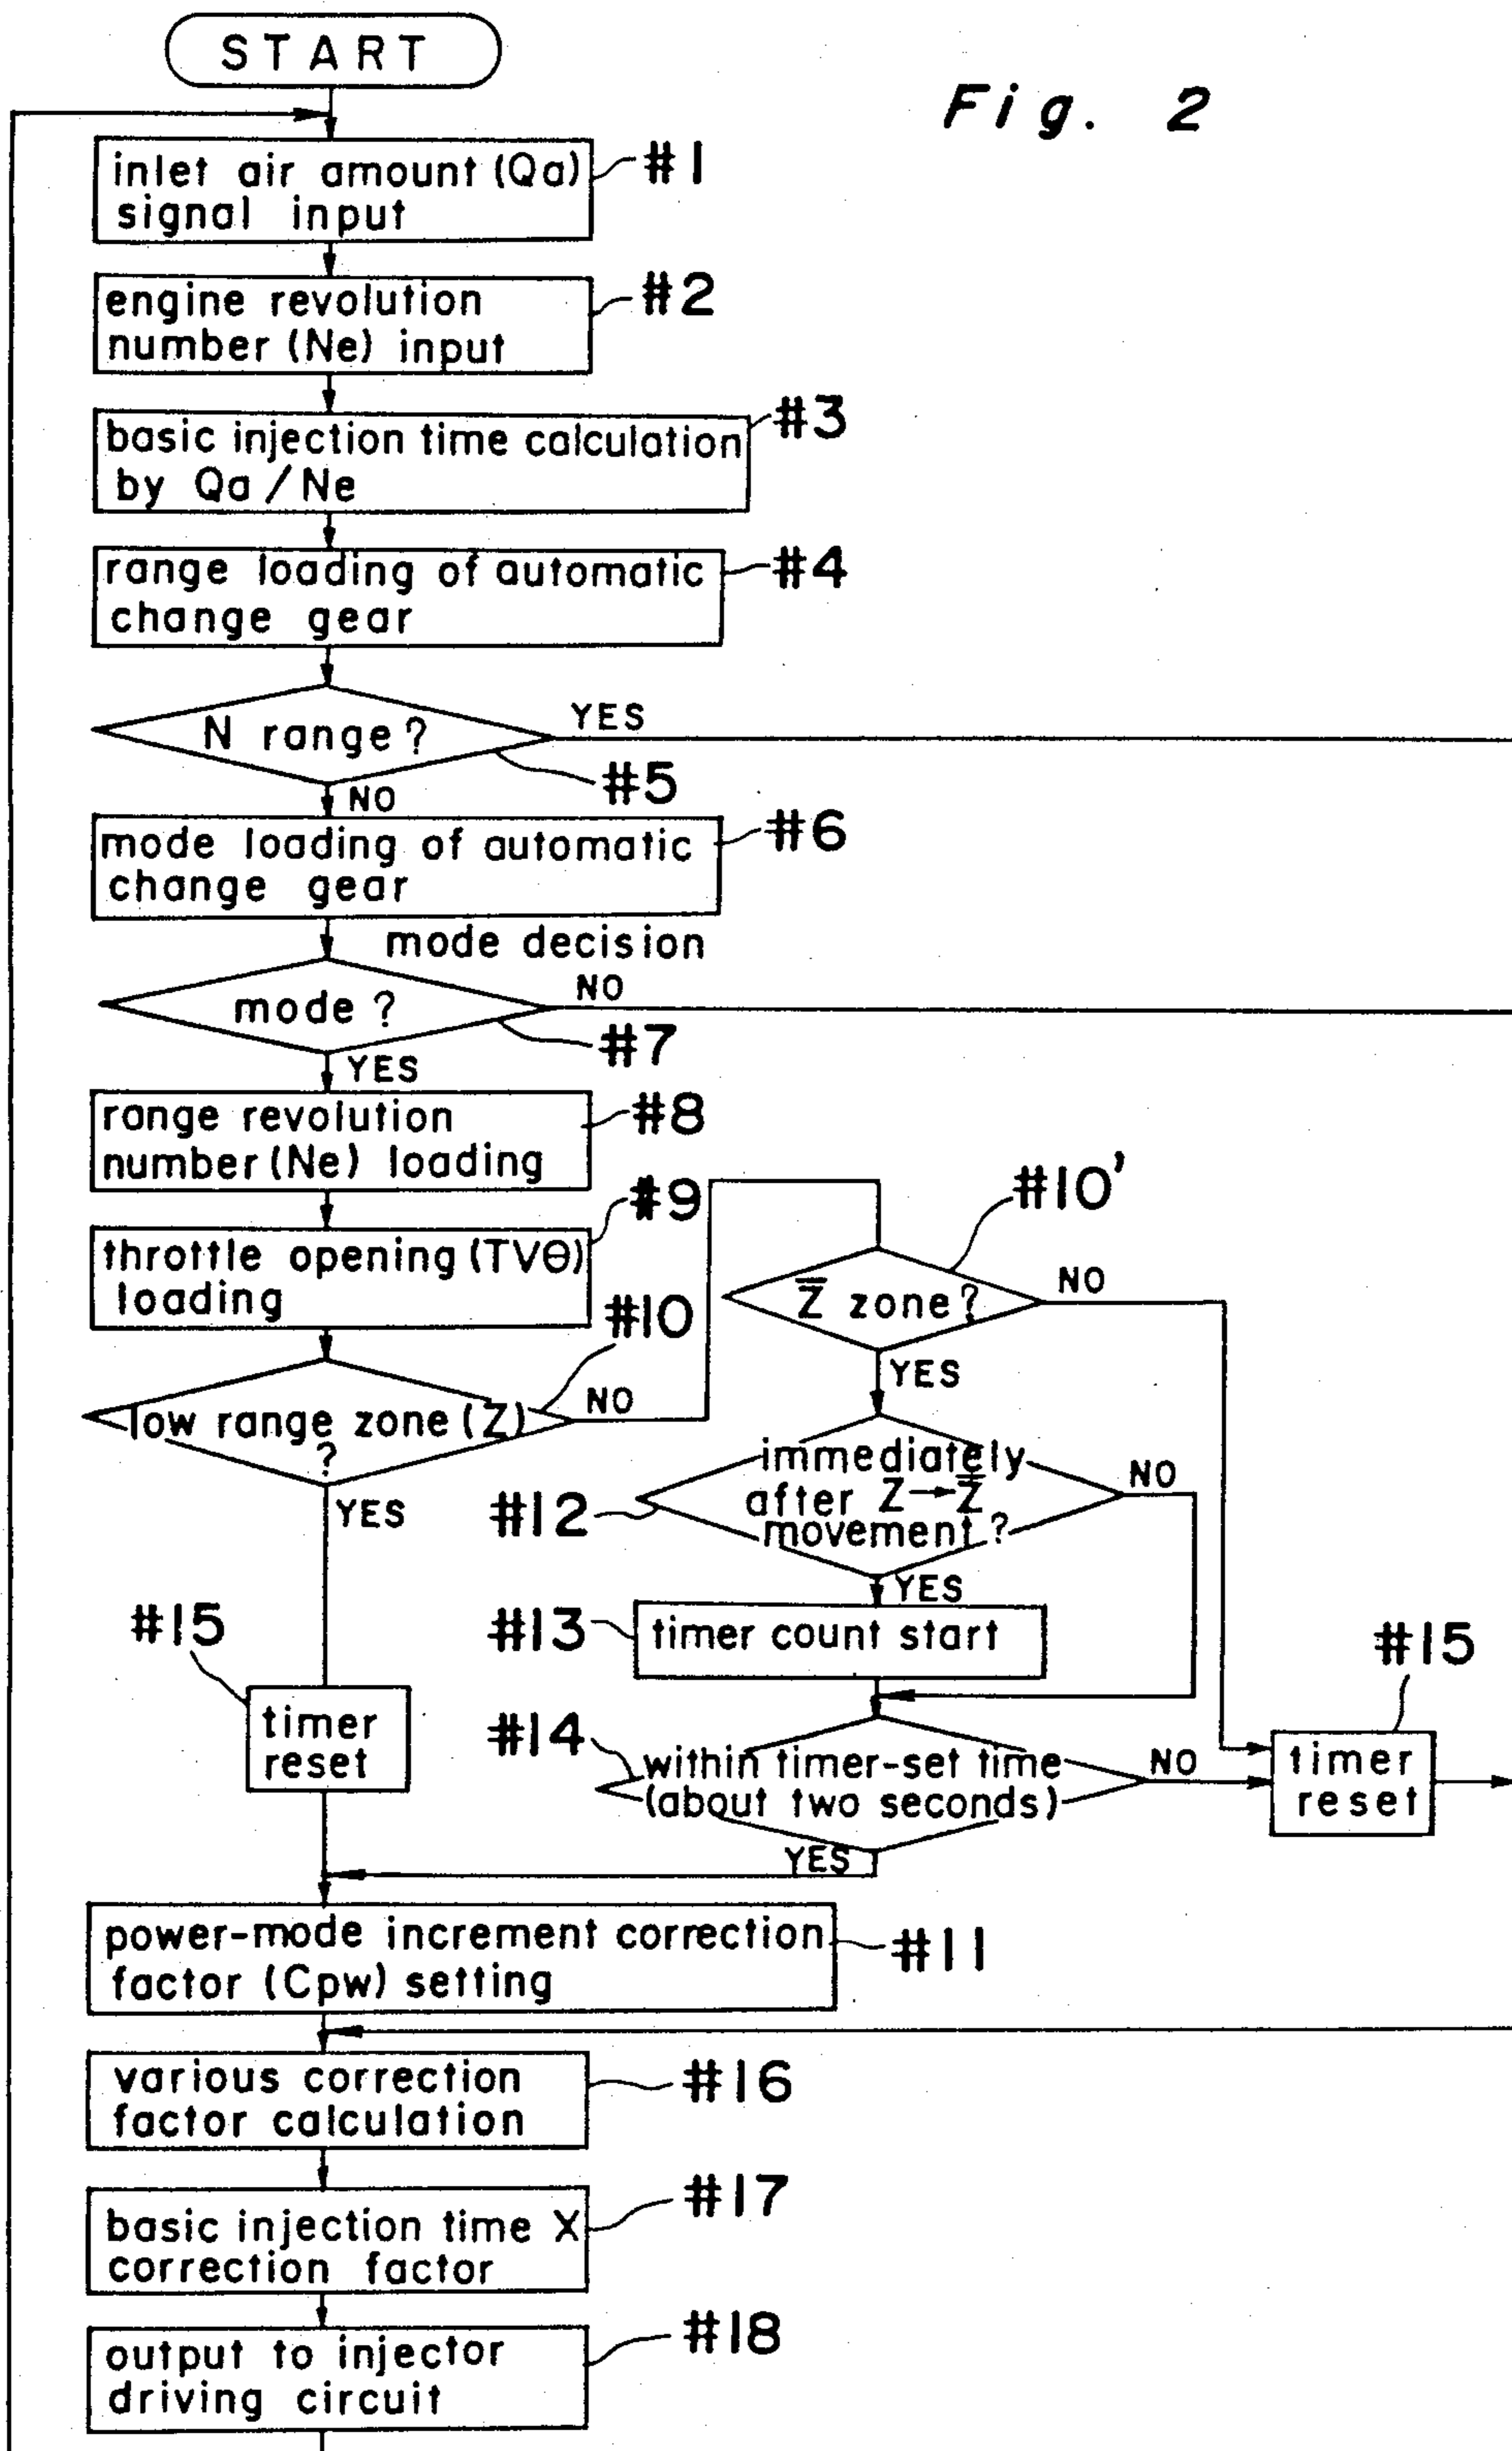 START
Fig. 2
inlet air amount (Qa)
signal input
#1
engine revolution
number (Ne) input
#2
basic injection time calculation
by Qa / Ne
#3
range loading of automatic
change gear
#4
N range?
YES
#5
NO
mode loading of automatic
change gear
#6
mode decision
mode ?
NO
#7
YES
range revolution
number (Ne) loading
#8
throttle opening (TVΘ)
loading
#9
low range zone (Z)
?
#10
NO
YES
#10'
Z̅ zone?
NO
YES
immediately
after Z→Z̅
movement ?
#12
NO
YES
#13
timer count start
#15
timer
reset
#14
within timer-set time
(about two seconds)
NO
YES
#15
timer
reset
power-mode increment correction
factor (Cpw) setting
#11
various correction
factor calculation
#16
basic injection time X
correction factor
#17
output to injector
driving circuit
#18